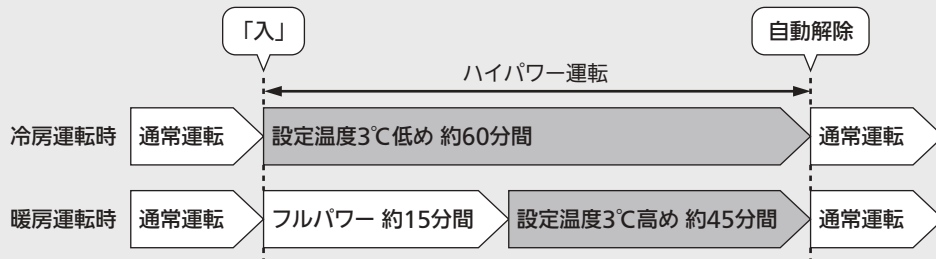 「入」
自動解除
ハイパワー運転
冷房運転時 通常運転 設定温度3℃低め 約60分間 通常運転
暖房運転時 通常運転 フルパワー 約15分間 設定温度3℃高め 約45分間 通常運転